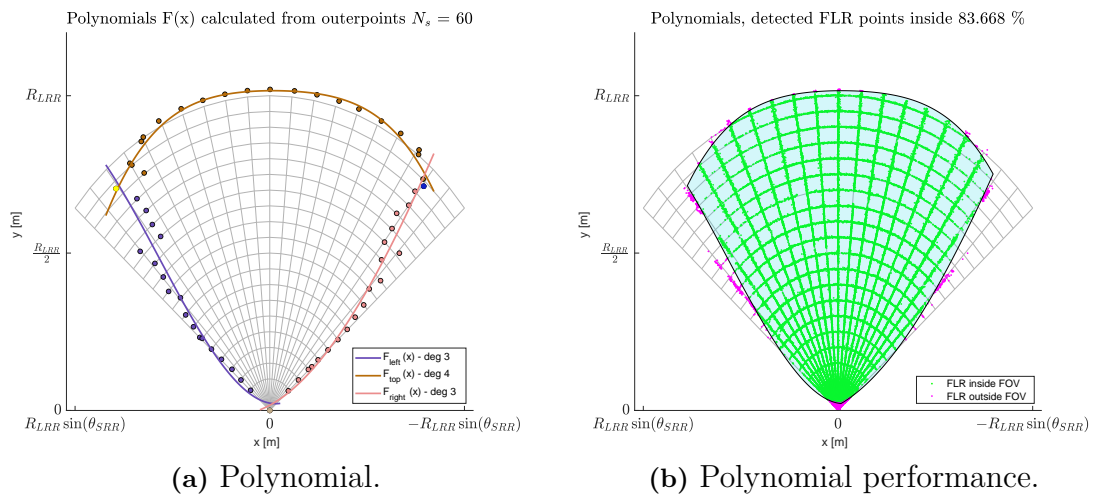 Polynomials F(x) calculated from outerpoints N_s = 60
y [m]
R_LRR
R_LRR/2
0
R_LRR sin(θ_SRR)
0
−R_LRR sin(θ_SRR)
x [m]
F_left (x) - deg 3
F_top (x) - deg 4
F_right (x) - deg 3
(a) Polynomial.
Polynomials, detected FLR points inside 83.668 %
y [m]
R_LRR
R_LRR/2
0
R_LRR sin(θ_SRR)
0
−R_LRR sin(θ_SRR)
x [m]
FLR inside FOV
FLR outside FOV
(b) Polynomial performance.